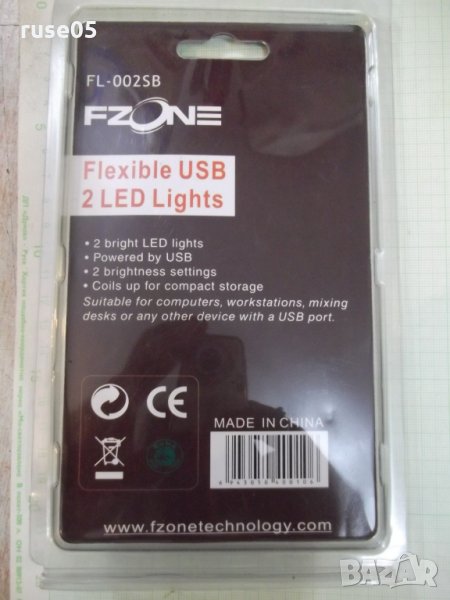 ruse05
FL-002SB
FZONE
Flexible USB
2 LED Lights
• 2 bright LED lights
• Powered by USB
• 2 brightness settings
• Coils up for compact storage
Suitable for computers, workstations, mixing
desks or any other device with a USB port.
CE
MADE IN CHINA
www.fzonetechnology.com
BAZAR